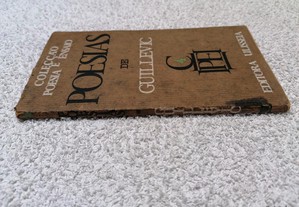 COLECÇÃO
POESIA E ENSAIO
POESIAS
DE
GUILLEVIC
EDITORA ULISSEIA